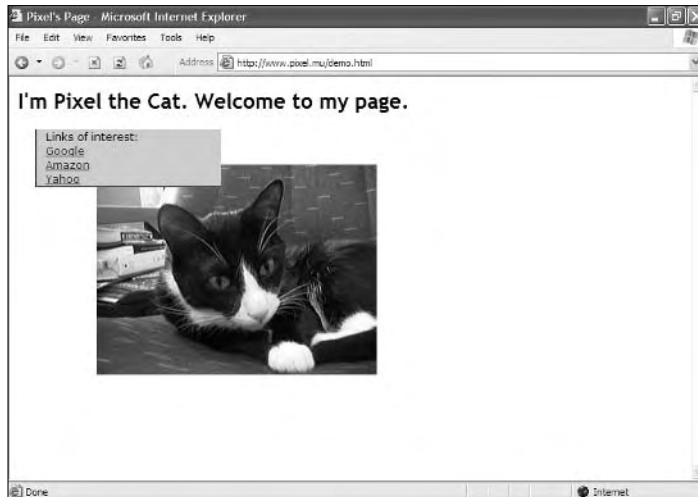 Pixel's Page - Microsoft Internet Explorer
File Edit View Favorites Tools Help
Address http://www.pixel.mu/demo.html
I'm Pixel the Cat. Welcome to my page.
Links of interest:
Google
Amazon
Yahoo
Done Internet